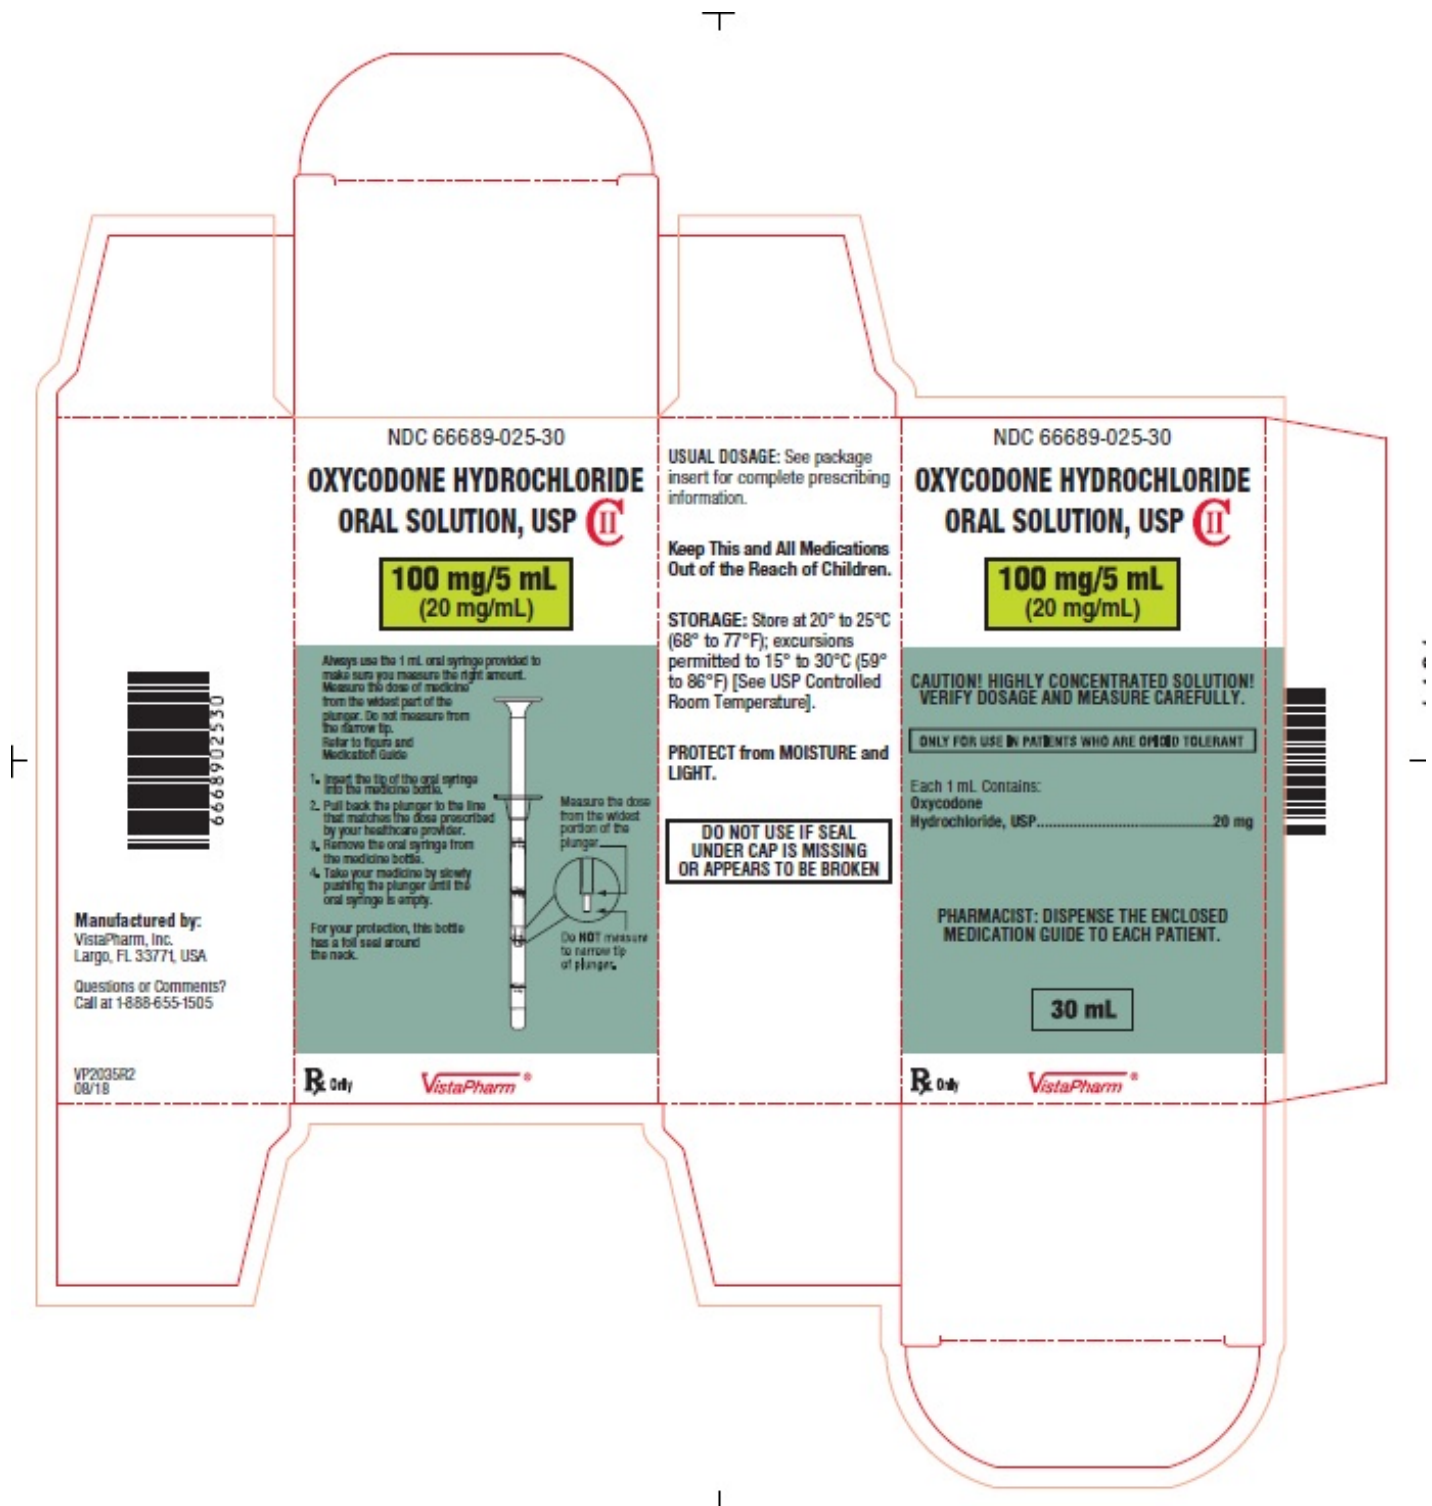 6668902530
Manufactured by:
VistaPharm, Inc.
Largo, FL 33771, USA
Questions or Comments?
Call at 1-888-655-1505
VP2035R2
08/18
NDC 66689-025-30
OXYCODONE HYDROCHLORIDE
ORAL SOLUTION, USP CII
100 mg/5 mL
(20 mg/mL)
Always use the 1 mL oral syringe provided to
make sure you measure the right amount.
Measure the dose of medicine
from the widest part of the
plunger. Do not measure from
the narrow tip.
Refer to figure and
Medication Guide
1. Insert the tip of the oral syringe
into the medicine bottle.
2. Pull back the plunger to the line
that matches the dose prescribed
by your healthcare provider.
3. Remove the oral syringe from
the medicine bottle.
4. Take your medicine by slowly
pushing the plunger until the
oral syringe is empty.
For your protection, this bottle
has a foil seal around
the neck.
Measure the dose
from the widest
portion of the
plunger
Do NOT measure
to narrow tip
of plunger.
Rx Only
VistaPharm®
USUAL DOSAGE: See package
insert for complete prescribing
information.
Keep This and All Medications
Out of the Reach of Children.
STORAGE: Store at 20° to 25°C
(68° to 77°F); excursions
permitted to 15° to 30°C (59°
to 86°F) [See USP Controlled
Room Temperature].
PROTECT from MOISTURE and
LIGHT.
DO NOT USE IF SEAL
UNDER CAP IS MISSING
OR APPEARS TO BE BROKEN
NDC 66689-025-30
OXYCODONE HYDROCHLORIDE
ORAL SOLUTION, USP CII
100 mg/5 mL
(20 mg/mL)
CAUTION! HIGHLY CONCENTRATED SOLUTION!
VERIFY DOSAGE AND MEASURE CAREFULLY.
ONLY FOR USE IN PATIENTS WHO ARE OPIOID TOLERANT
Each 1 mL Contains:
Oxycodone
Hydrochloride, USP................................................20 mg
PHARMACIST: DISPENSE THE ENCLOSED
MEDICATION GUIDE TO EACH PATIENT.
30 mL
Rx Only
VistaPharm®